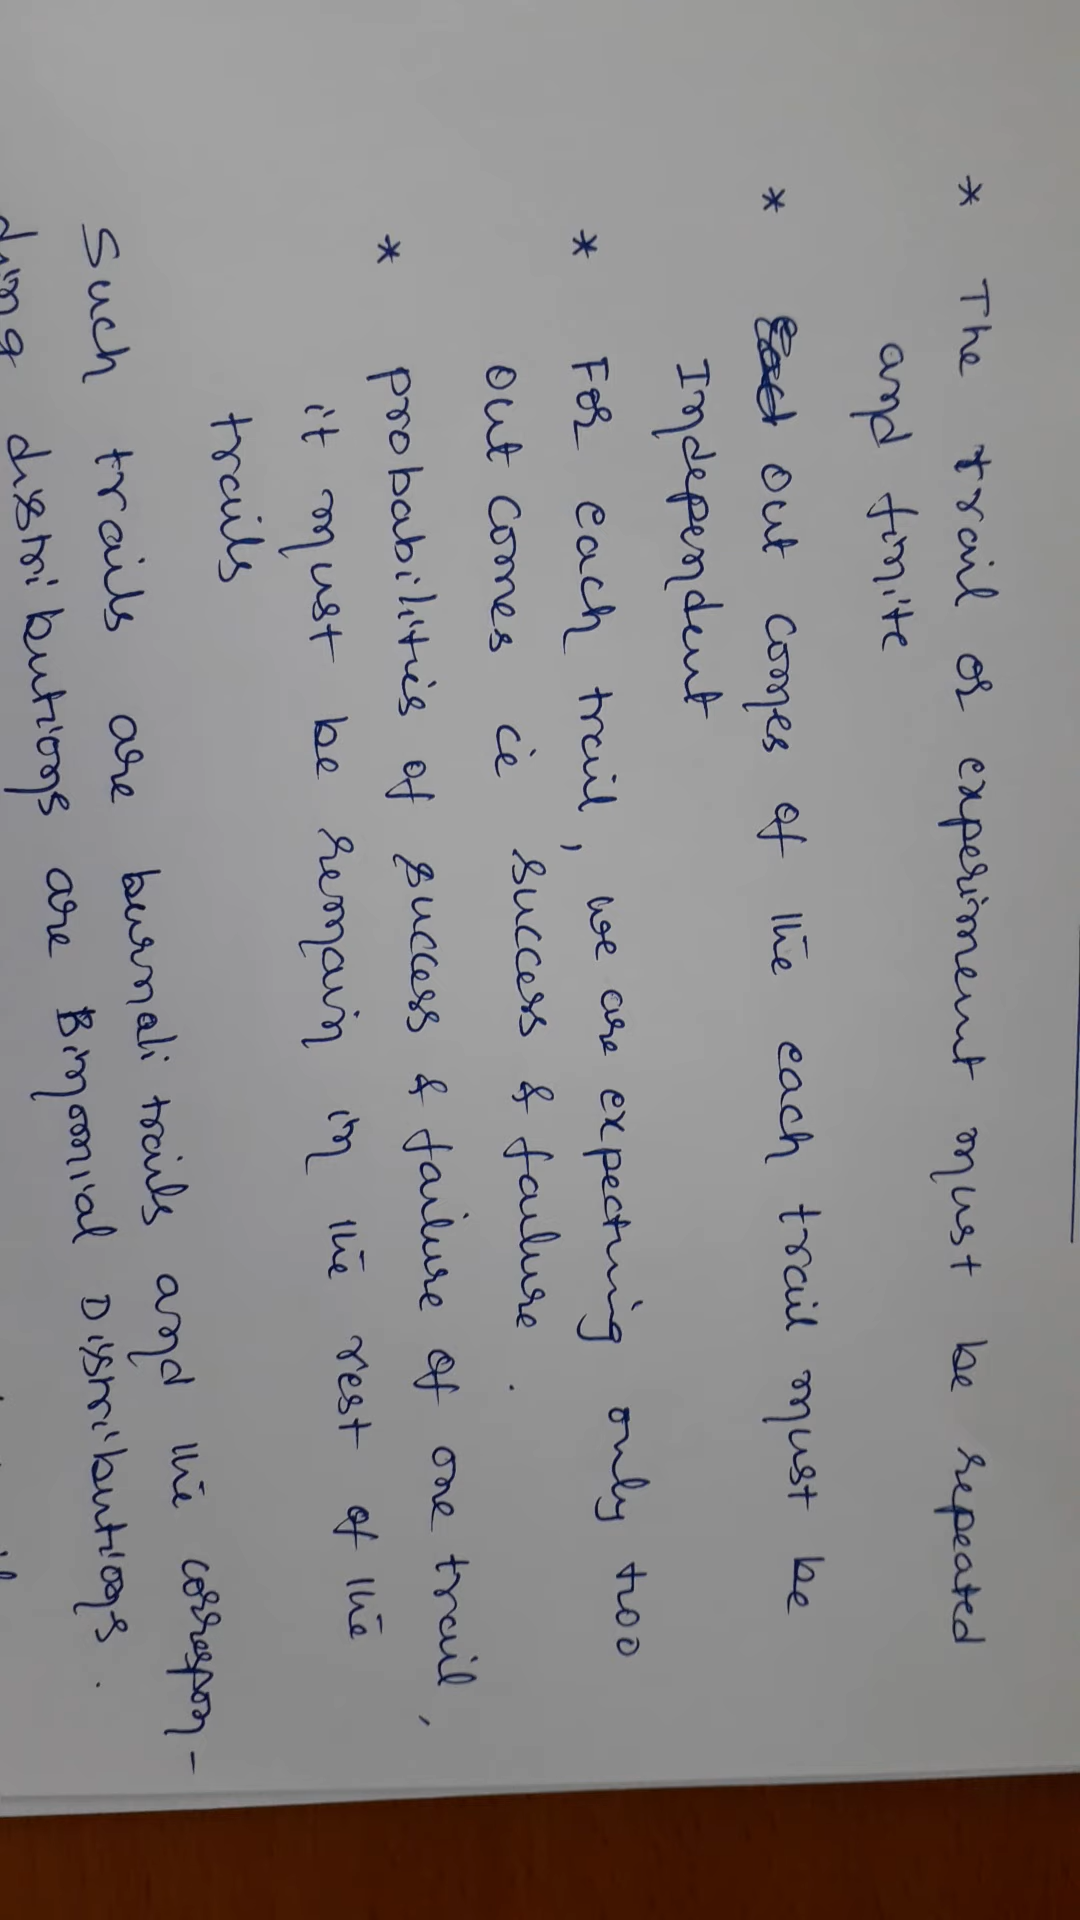 * The trail or experiment must be repeated
and finite
* out comes of the each trail must be
Independent
* For each trail, we are expecting only two
out comes ie success & failure.
* probabilities of success & failure of one trail,
it must be remain in the rest of the
trails
Such trails are burnali trails and the correspon-
ding distributions are Binomial Distributions.